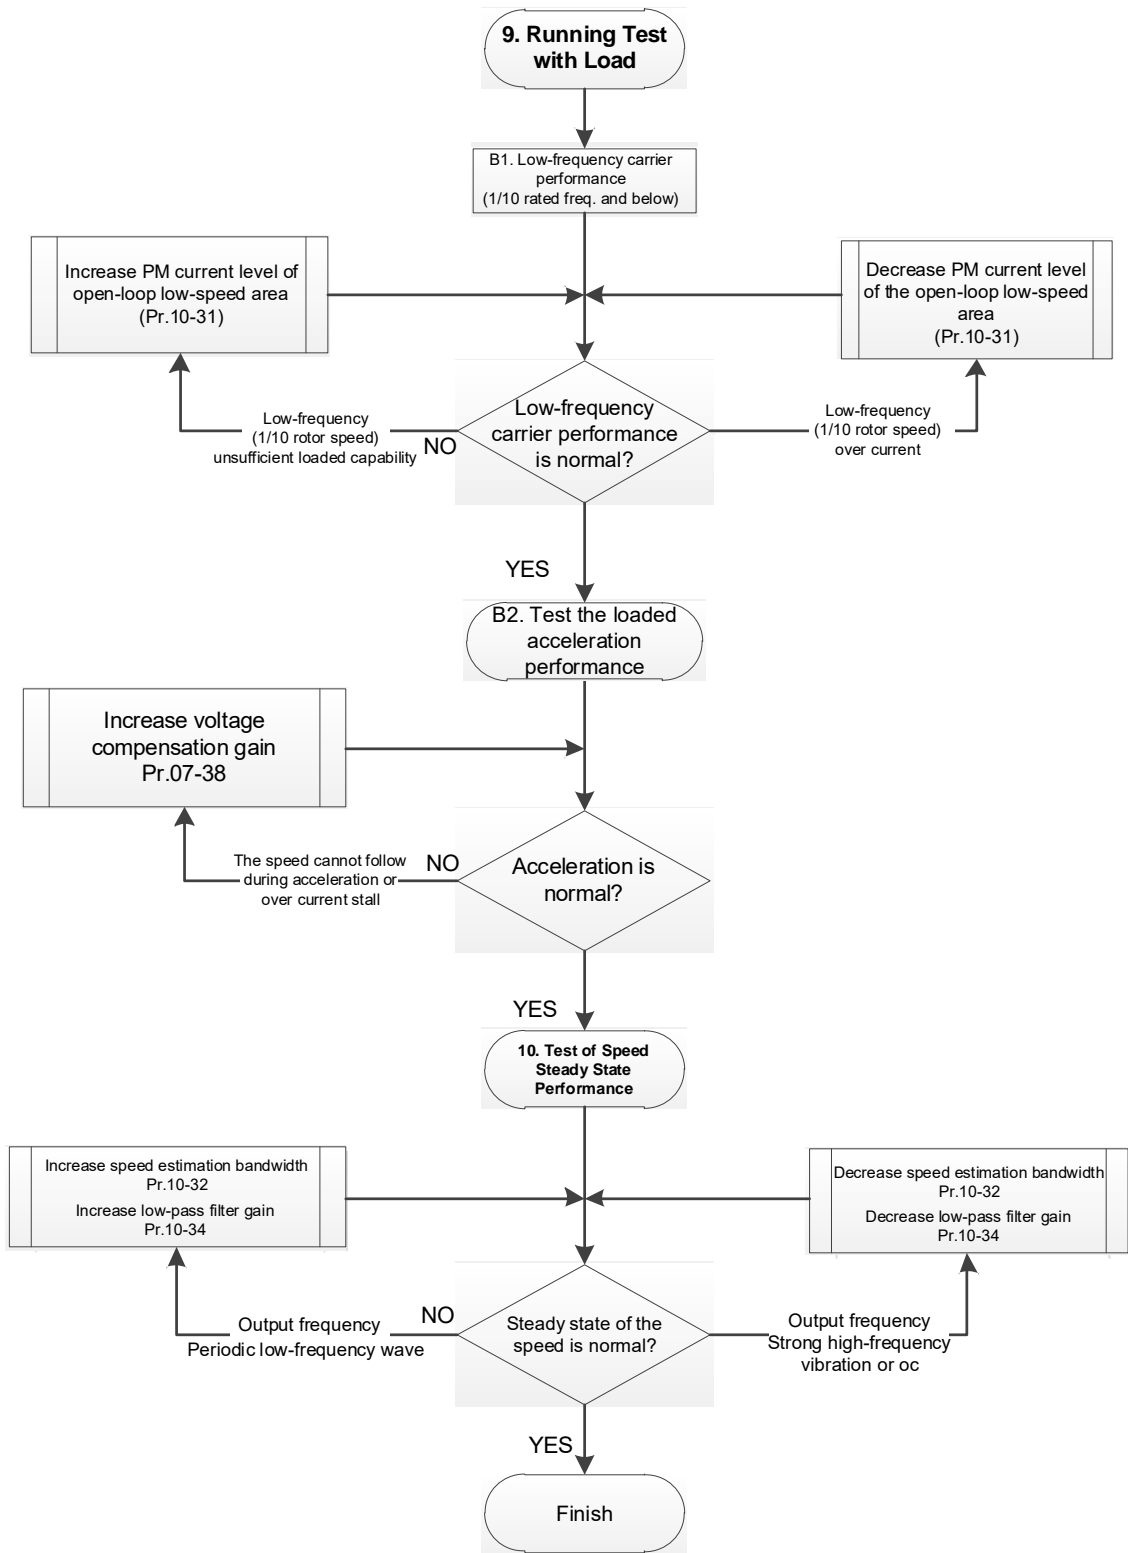 9. Running Test
with Load
B1. Low-frequency carrier
performance
(1/10 rated freq. and below)
Increase PM current level of
open-loop low-speed area
(Pr.10-31)
Decrease PM current level
of the open-loop low-speed
area
(Pr.10-31)
Low-frequency
carrier performance
is normal?
Low-frequency
(1/10 rotor speed)
unsufficient loaded capability
NO
Low-frequency
(1/10 rotor speed)
over current
YES
B2. Test the loaded
acceleration
performance
Increase voltage
compensation gain
Pr.07-38
The speed cannot follow
during acceleration or
over current stall
NO
Acceleration is
normal?
YES
10. Test of Speed
Steady State
Performance
Increase speed estimation bandwidth
Pr.10-32
Increase low-pass filter gain
Pr.10-34
Decrease speed estimation bandwidth
Pr.10-32
Decrease low-pass filter gain
Pr.10-34
Output frequency
Periodic low-frequency wave
NO
Steady state of the
speed is normal?
Output frequency
Strong high-frequency
vibration or oc
YES
Finish